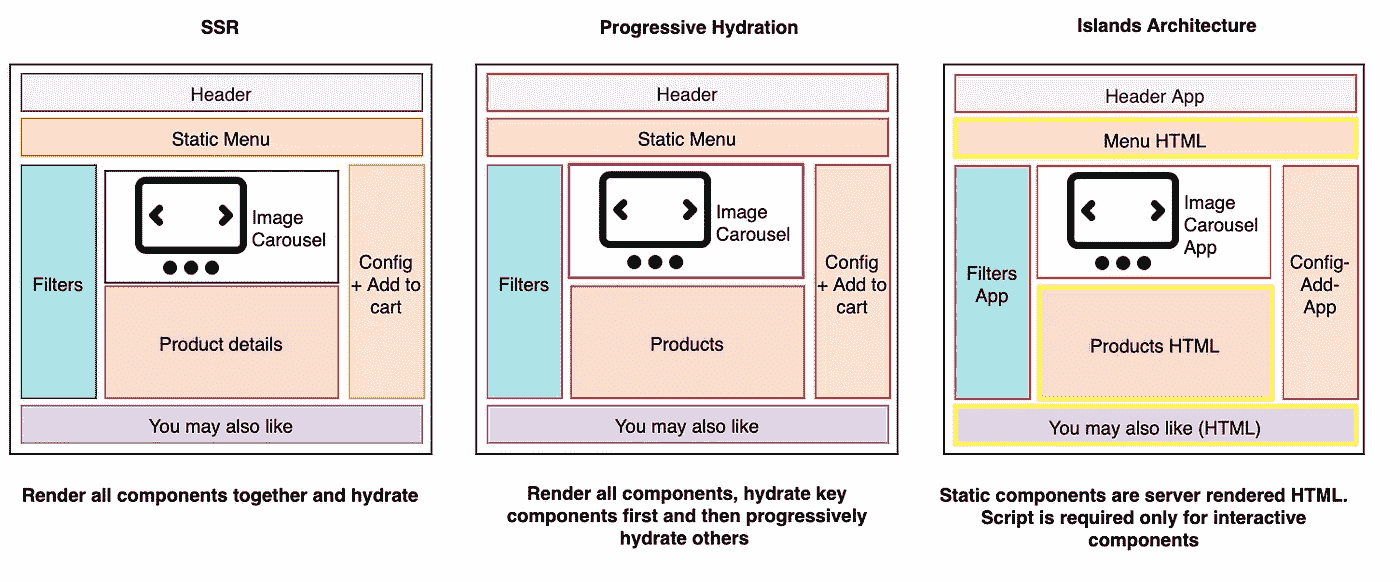 SSR
Header
Static Menu
Filters
Image
Carousel
Config
+ Add to
cart
Product details
You may also like
Render all components together and hydrate
Progressive Hydration
Header
Static Menu
Filters
Image
Carousel
Config
+ Add to
cart
Products
You may also like
Render all components, hydrate key
components first and then progressively
hydrate others
Islands Architecture
Header App
Menu HTML
Filters
App
Image
Carousel
App
Config-
Add-
App
Products HTML
You may also like (HTML)
Static components are server rendered HTML.
Script is required only for interactive
components